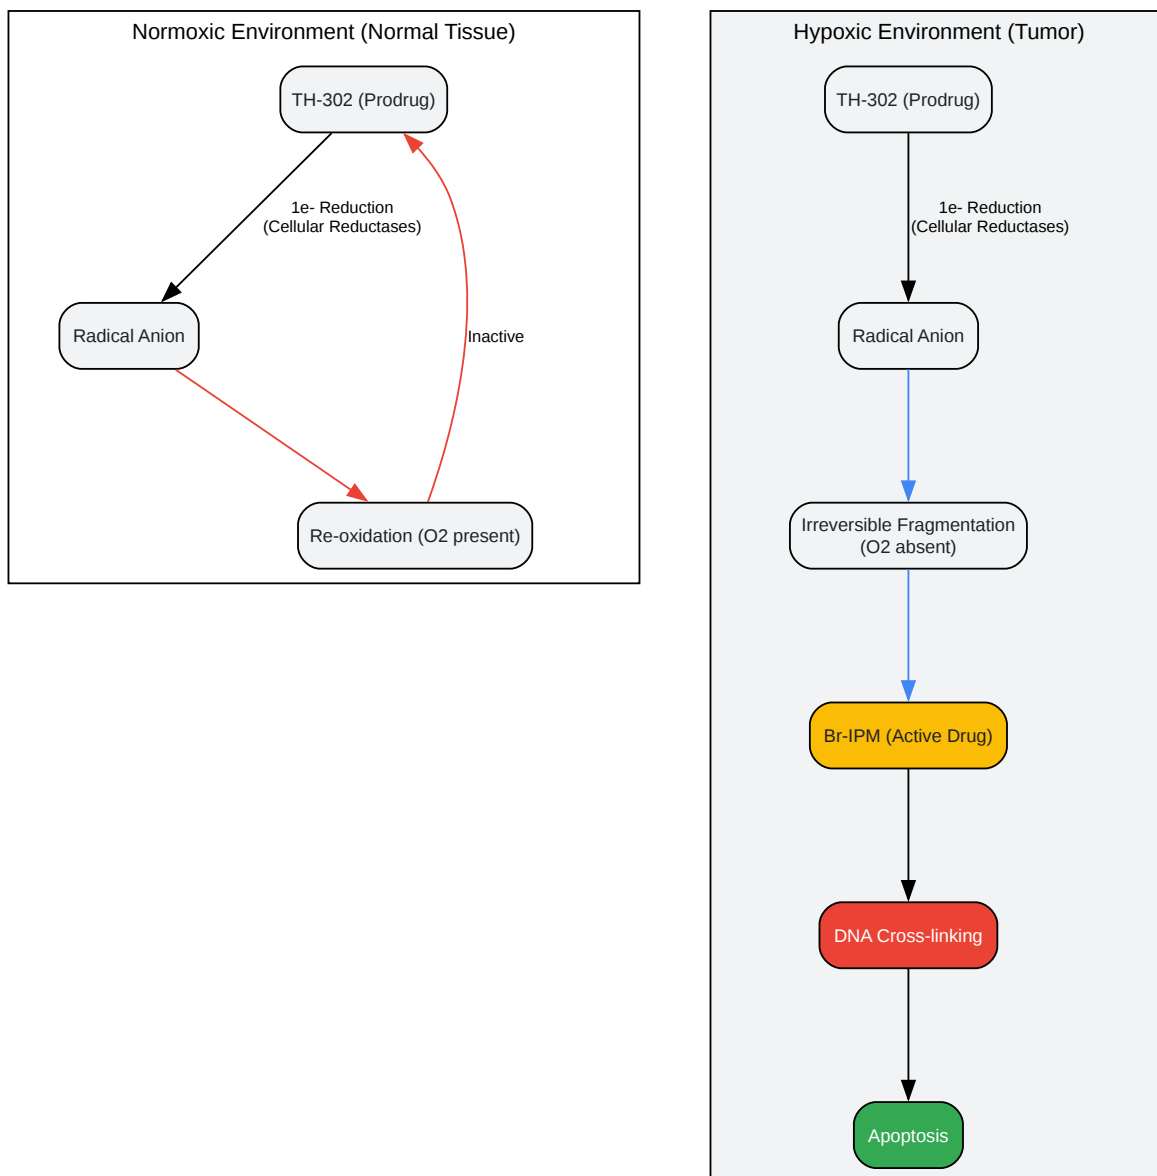 Normoxic Environment (Normal Tissue)
TH-302 (Prodrug)
1e- Reduction
(Cellular Reductases)
Radical Anion
Inactive
Re-oxidation (O2 present)
Hypoxic Environment (Tumor)
TH-302 (Prodrug)
1e- Reduction
(Cellular Reductases)
Radical Anion
Irreversible Fragmentation
(O2 absent)
Br-IPM (Active Drug)
DNA Cross-linking
Apoptosis